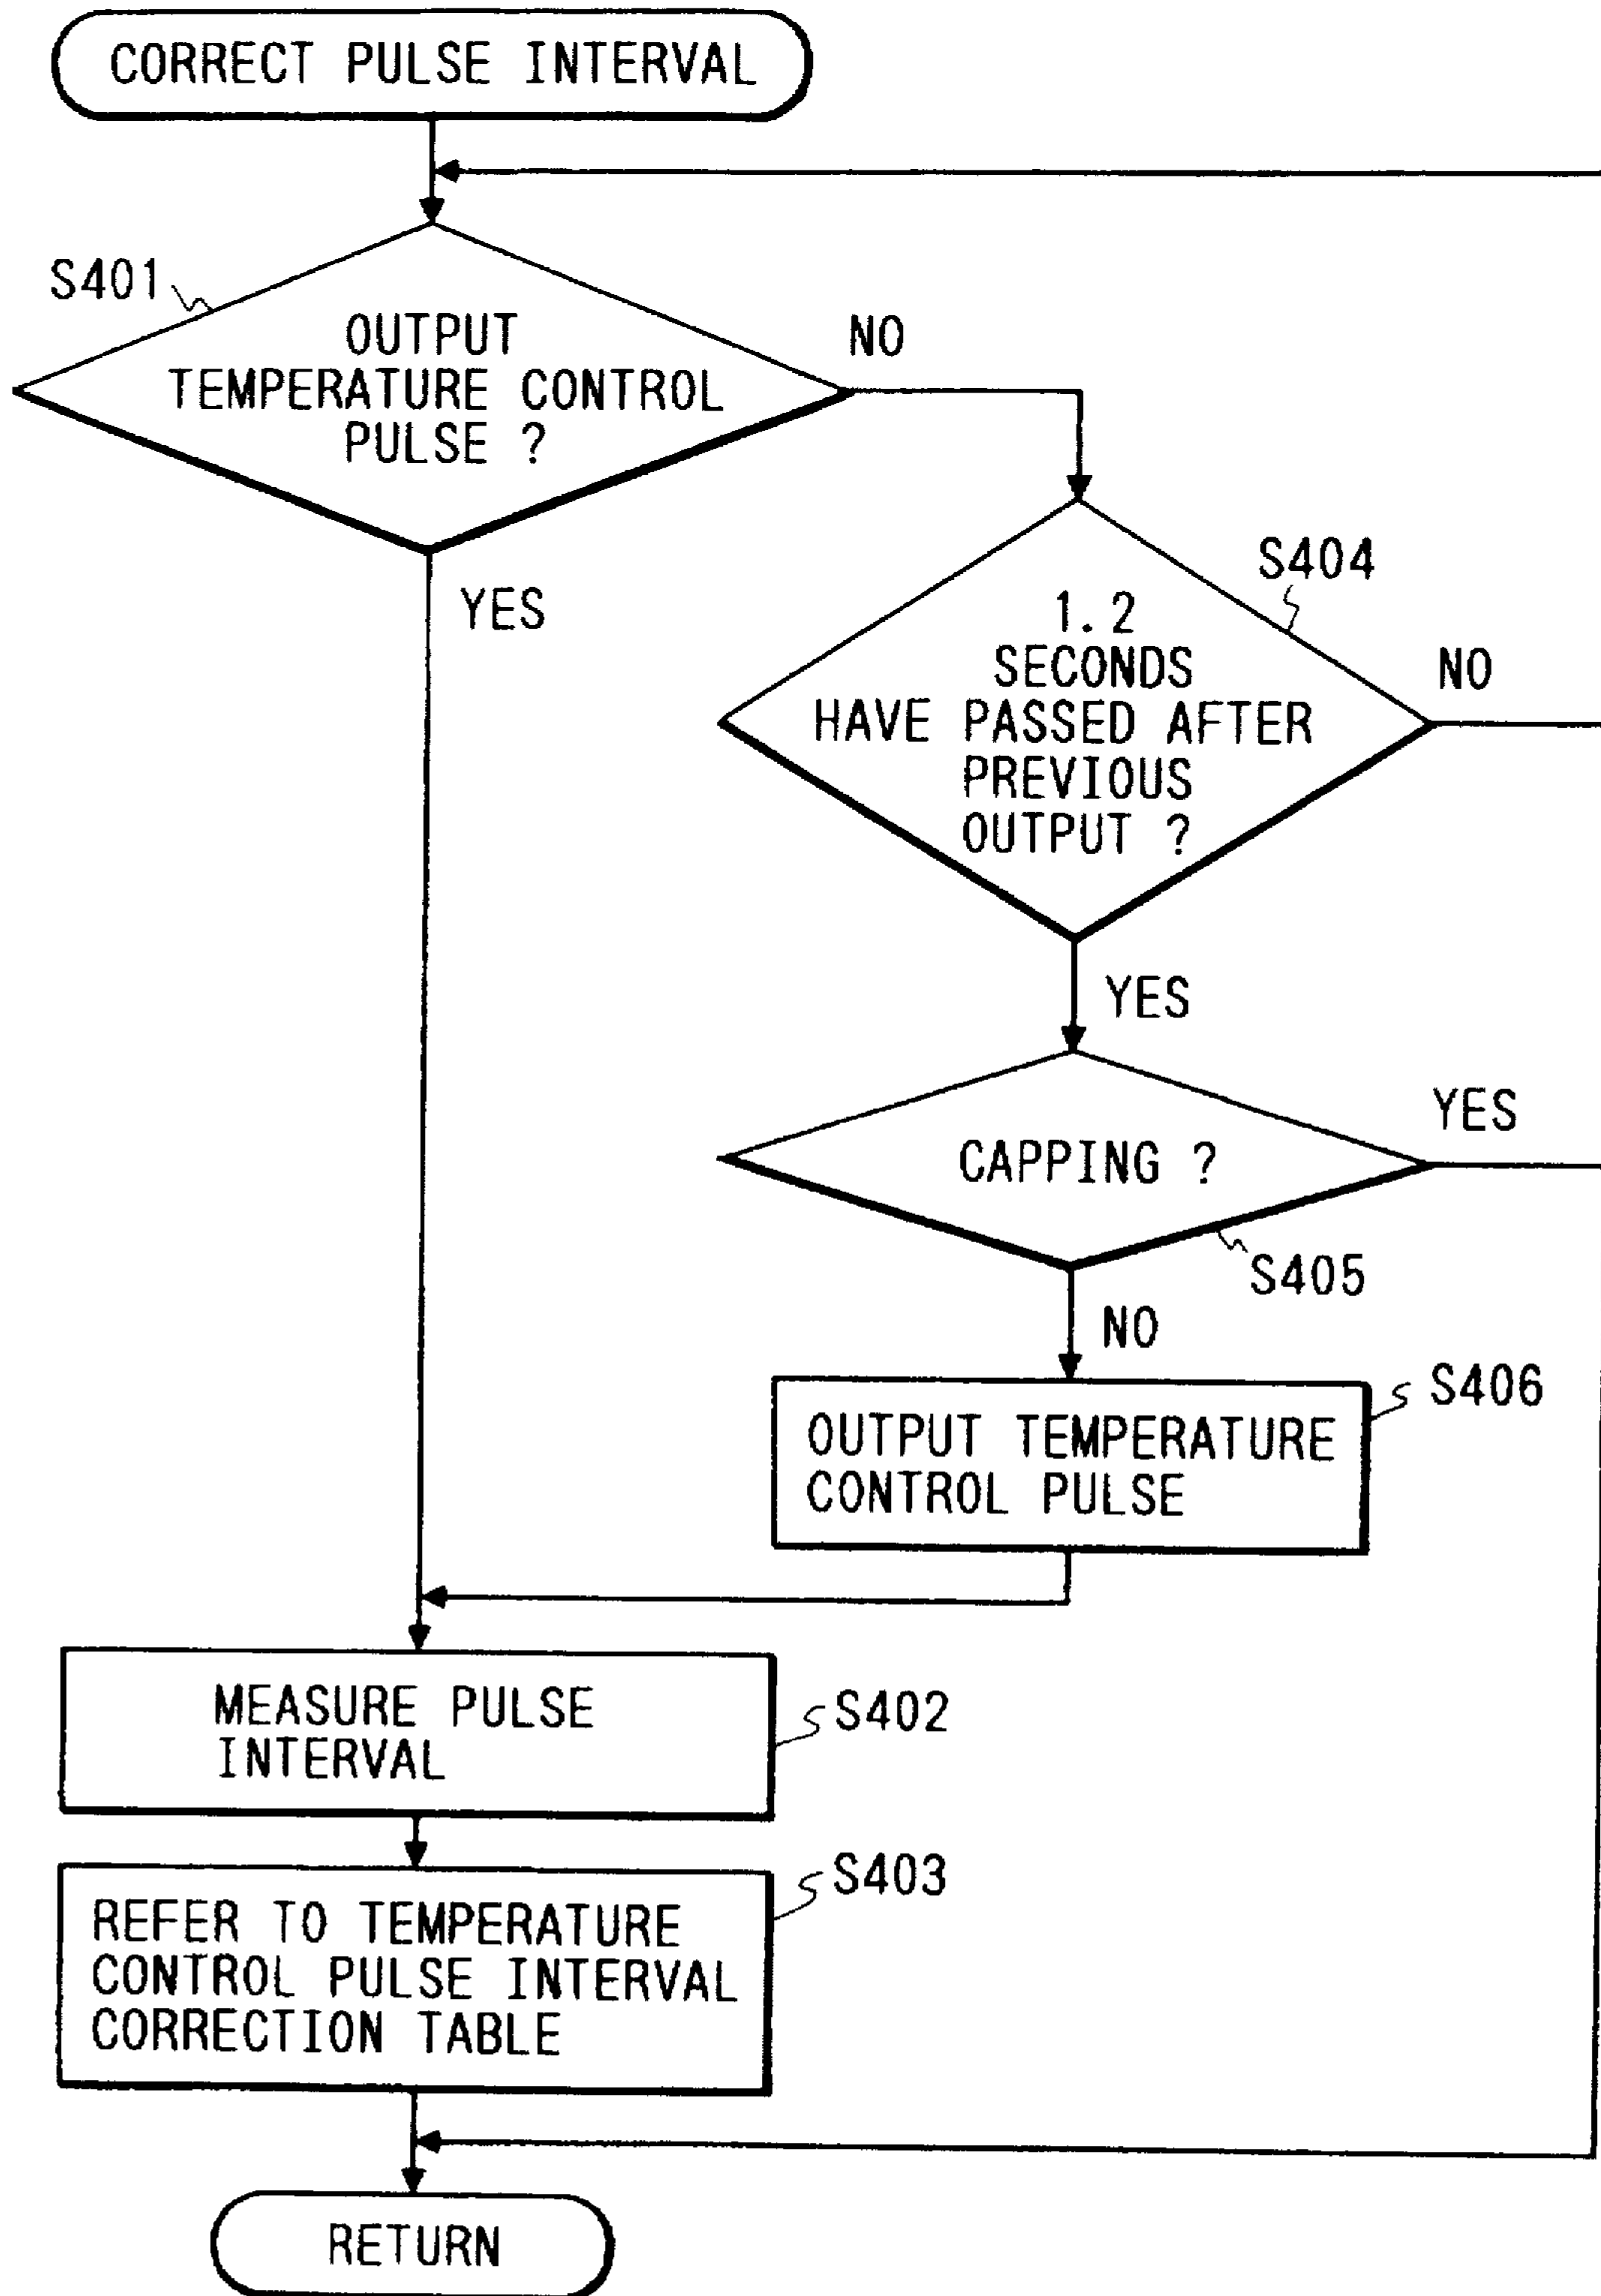 CORRECT PULSE INTERVAL
S401
OUTPUT
TEMPERATURE CONTROL
PULSE ?
NO
YES
S404
1.2
SECONDS
HAVE PASSED AFTER
PREVIOUS
OUTPUT ?
NO
YES
CAPPING ?
YES
S405
NO
S406
OUTPUT TEMPERATURE
CONTROL PULSE
MEASURE PULSE
INTERVAL
S402
S403
REFER TO TEMPERATURE
CONTROL PULSE INTERVAL
CORRECTION TABLE
RETURN